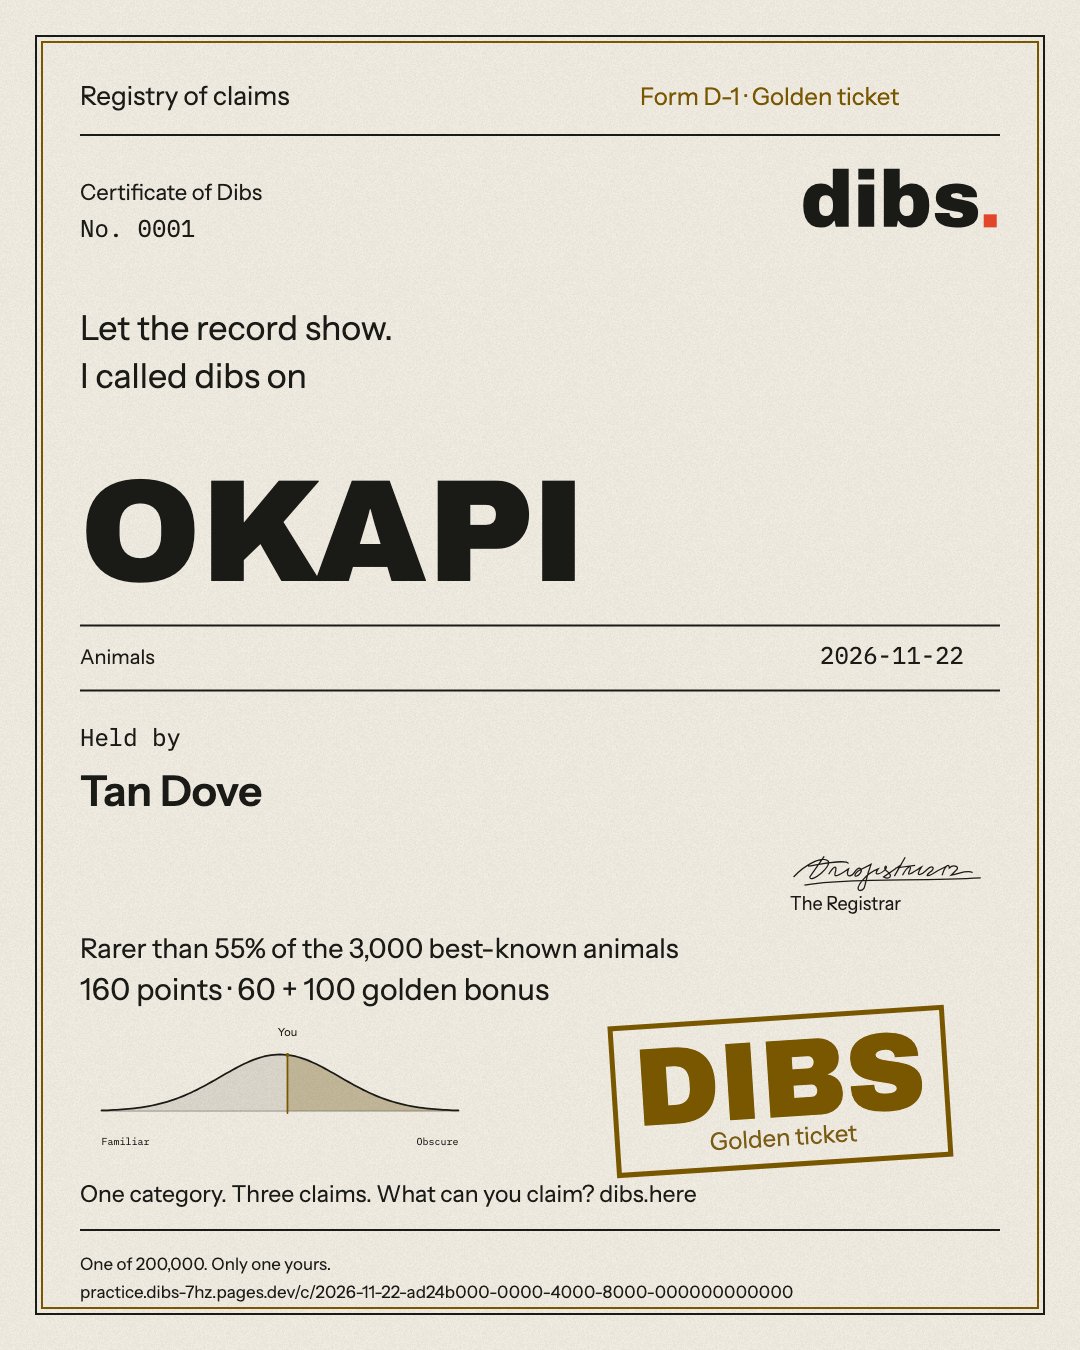 Registry of claims
Form D-1 · Golden ticket
Certificate of Dibs
No. 0001
dibs.
Let the record show.
I called dibs on
OKAPI
Animals
2026-11-22
Held by
Tan Dove
The Registrar
Rarer than 55% of the 3,000 best-known animals
160 points · 60 + 100 golden bonus
You
Familiar
Obscure
DIBS
Golden ticket
One category. Three claims. What can you claim? dibs.here
One of 200,000. Only one yours.
practice.dibs-7hz.pages.dev/c/2026-11-22-ad24b000-0000-4000-8000-000000000000